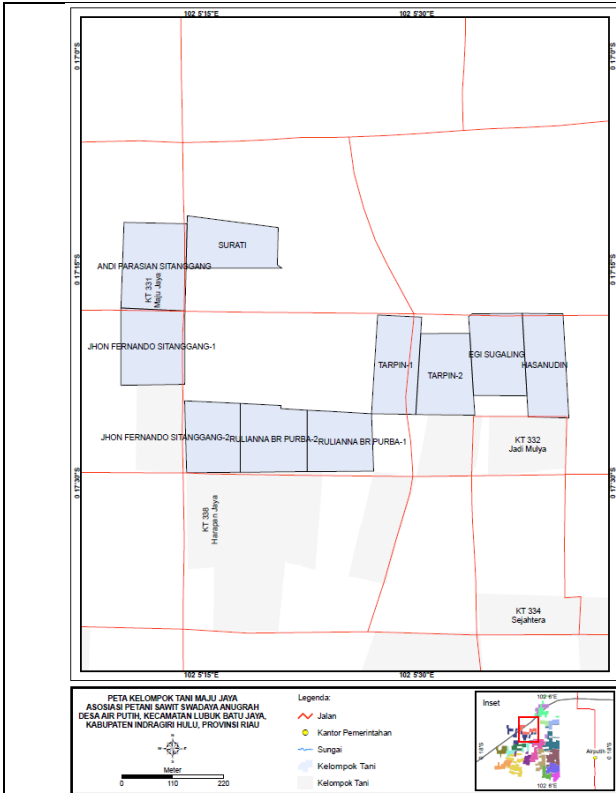 102 5'15"E
102 5'30"E
0 17'0"S
0 17'0"S
SURATI
ANDI PARASIAN SITANGGANG
0 17'15"S
0 17'15"S
KT 331
Maju Jaya
JHON FERNANDO SITANGGANG-1
EGI SUGALING
TARPIN-1
HASANUDIN
TARPIN-2
JHON FERNANDO SITANGGANG-2
RULIANNA BR PURBA-2
RULIANNA BR PURBA-1
KT 332
Jadi Mulya
0 17'30"S
0 17'30"S
KT 338
Harapan Jaya
KT 334
Sejahtera
102 5'15"E
102 5'30"E
PETA KELOMPOK TANI MAJU JAYA
ASOSIASI PETANI SAWIT SWADAYA ANUGRAH
DESA AIR PUTIH, KECAMATAN LUBUK BATU JAYA,
KABUPATEN INDRAGIRI HULU, PROVINSI RIAU
Meter
0 110 220
Legenda:
Jalan
Kantor Pemerintahan
Sungai
Kelompok Tani
Kelompok Tani
Inset
102 6'E
0 18'S
0 18'S
Airputih
102 6'E